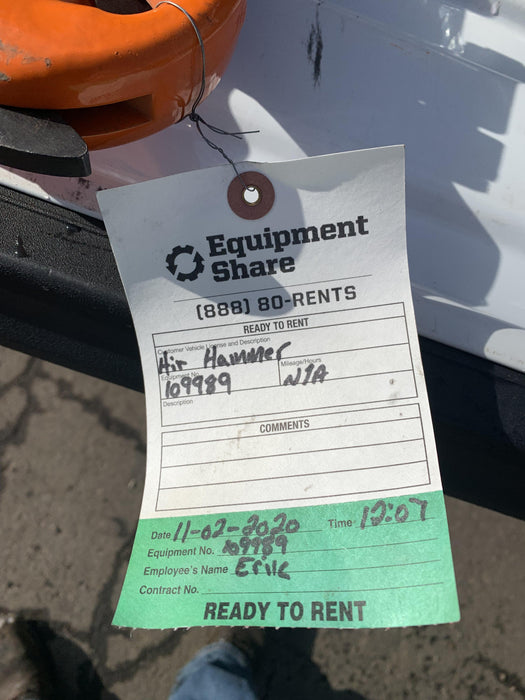 Equipment
Share
(888) 80-RENTS
READY TO RENT
Customer Vehicle License and Description
Air Hammer
Equipment No. Mileage/Hours
109989 N/A
Description
COMMENTS
Date 11-02-2020 Time 12:07
Equipment No. 109989
Employee's Name Erik
Contract No.
READY TO RENT